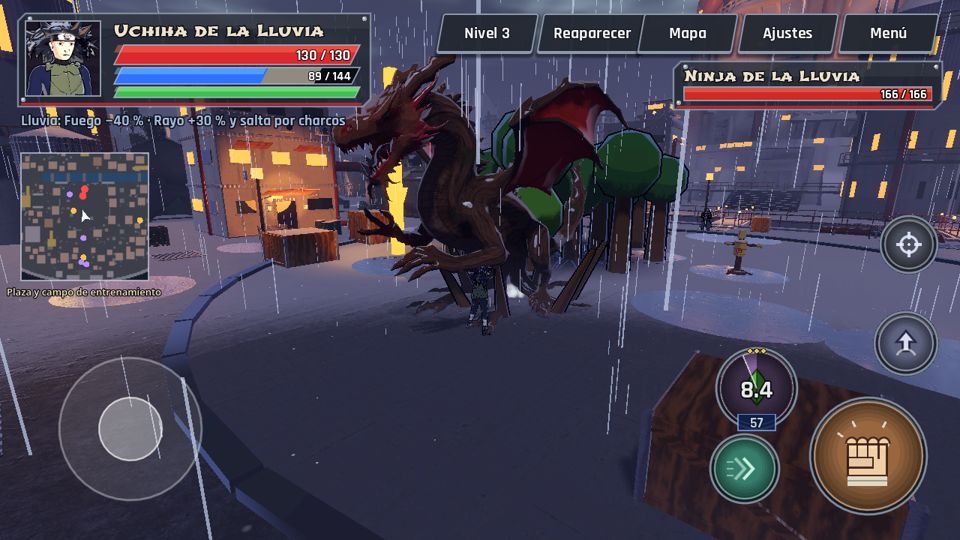 Uchiha de la Lluvia
130 / 130
89 / 144
Lluvia: Fuego −40 % · Rayo +30 % y salta por charcos
Nivel 3
Reaparecer
Mapa
Ajustes
Menú
Ninja de la Lluvia
166 / 166
Plaza y campo de entrenamiento
8.4
57